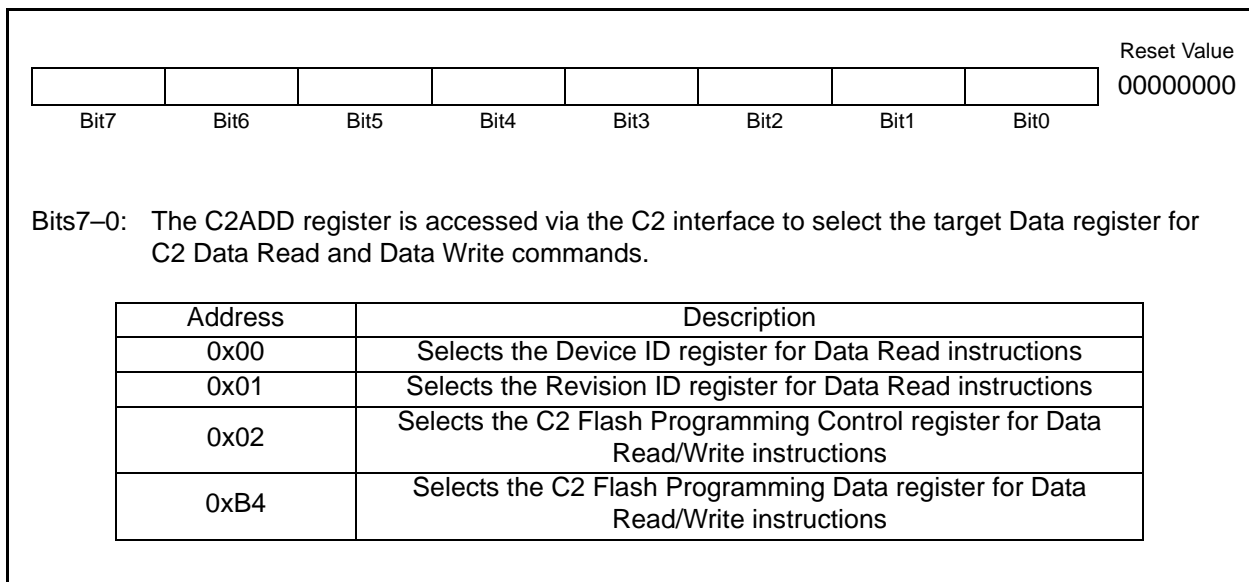 Reset Value
00000000
Bit7 Bit6 Bit5 Bit4 Bit3 Bit2 Bit1 Bit0
Bits7–0: The C2ADD register is accessed via the C2 interface to select the target Data register for
C2 Data Read and Data Write commands.
Address Description
0x00 Selects the Device ID register for Data Read instructions
0x01 Selects the Revision ID register for Data Read instructions
0x02 Selects the C2 Flash Programming Control register for Data
Read/Write instructions
0xB4 Selects the C2 Flash Programming Data register for Data
Read/Write instructions